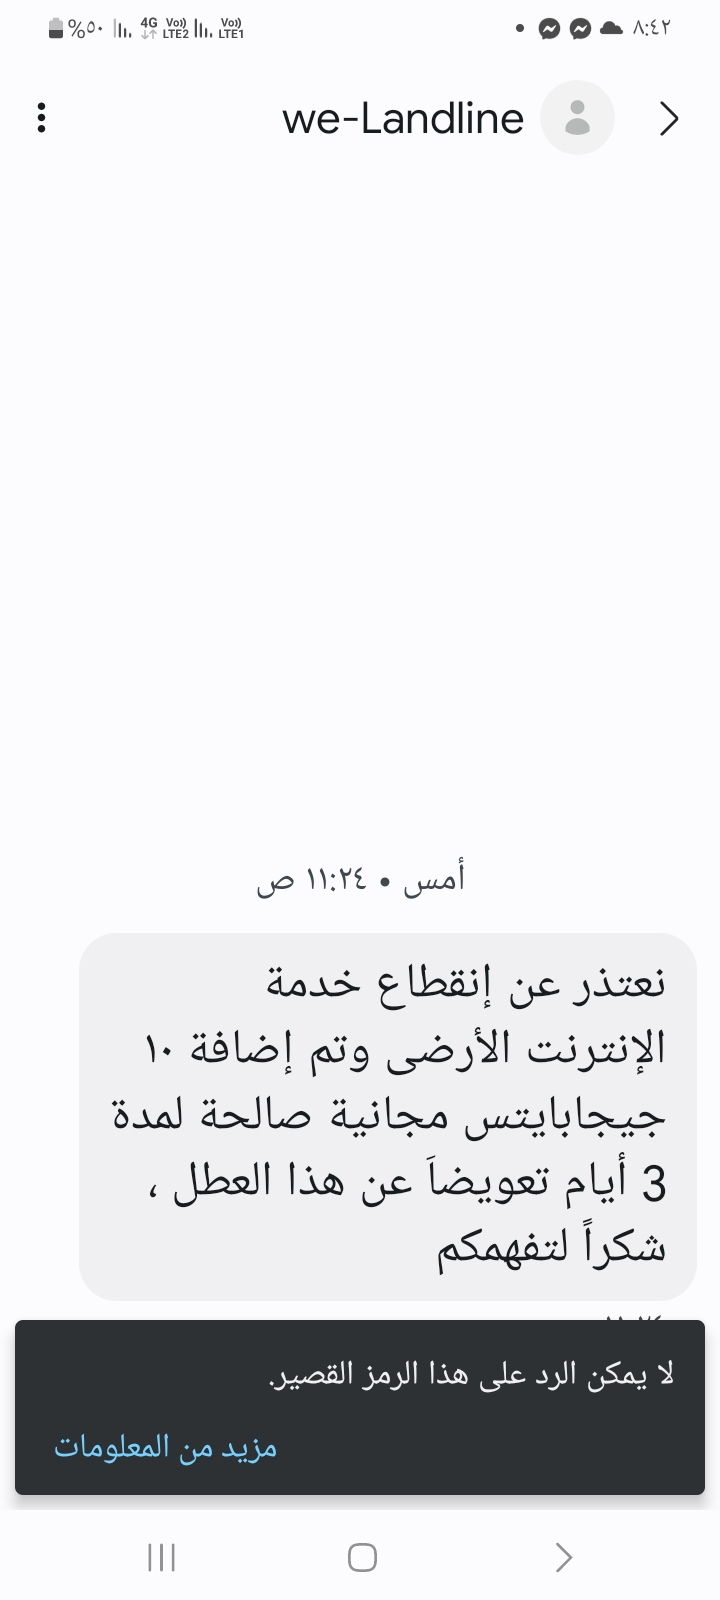 ٨:٤٢
%٥٠ 4G Vo) LTE2 Vo) LTE1
we-Landline
أمس • ١١:٢٤ ص
نعتذر عن إنقطاع خدمة
الإنترنت الأرضى وتم إضافة ١٠
جيجابايتس مجانية صالحة لمدة
3 أيام تعويضاَ عن هذا العطل ،
شكراً لتفهمكم
لا يمكن الرد على هذا الرمز القصير.
مزيد من المعلومات